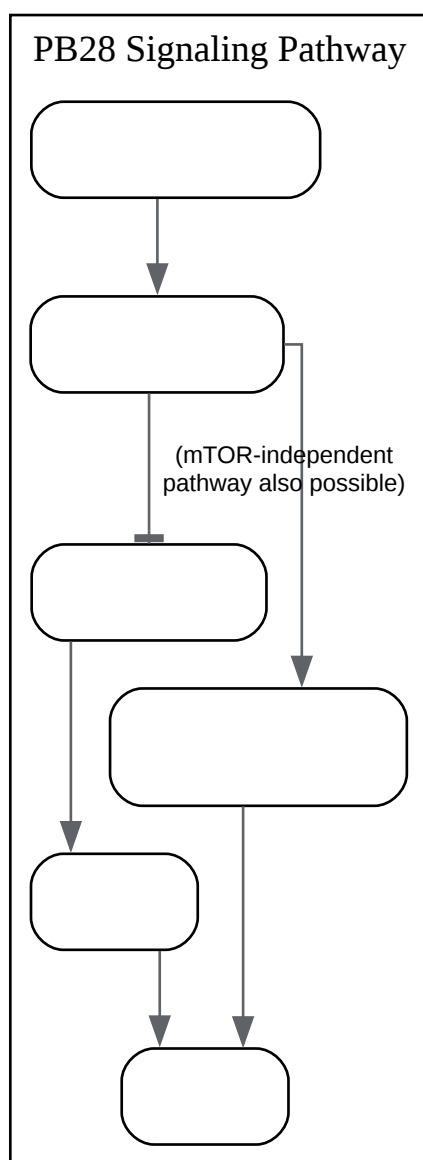 PB28 Signaling Pathway
(mTOR-independent
pathway also possible)